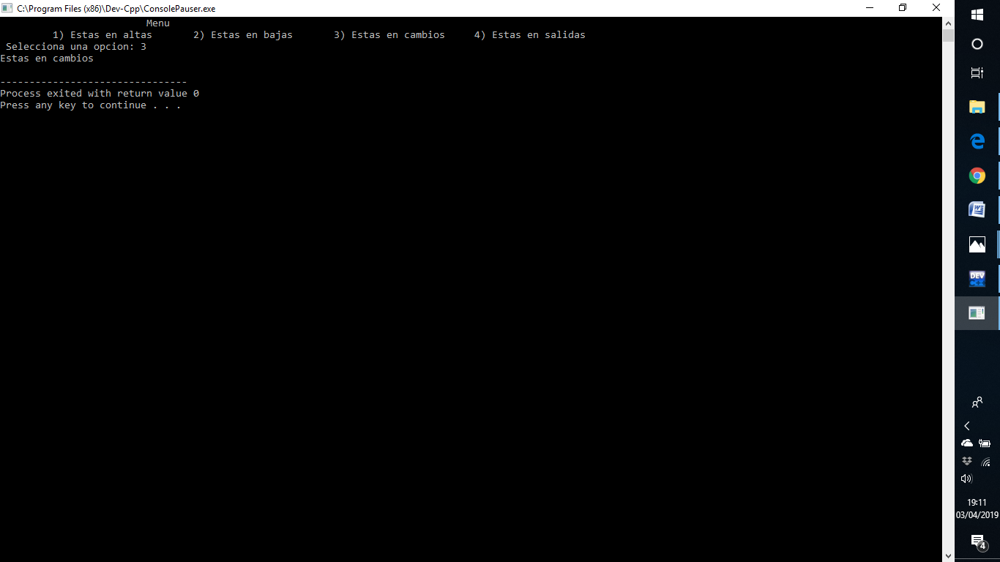 C:\Program Files (x86)\Dev-Cpp\ConsolePauser.exe
Menu
1) Estas en altas 2) Estas en bajas 3) Estas en cambios 4) Estas en salidas
Selecciona una opcion: 3
Estas en cambios
--------------------------------
Process exited with return value 0
Press any key to continue . . .
W
DEV
C++
19:11
03/04/2019
4